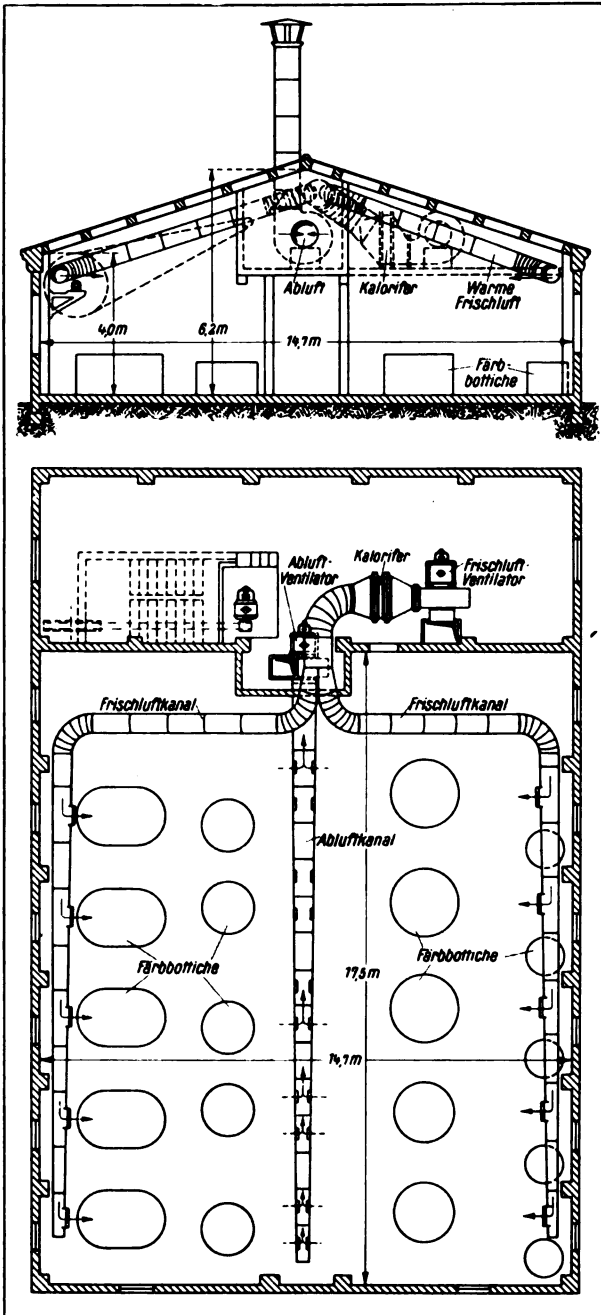 Abluft
Kalorifer
Warme
Frischluft
4,0m
6,2m
14,7m
Färb-
bottiche
Abluft-
Ventilator
Kalorifer
Frischluft-
Ventilator
Frischluftkanal
Frischluftkanal
Abluftkanal
Färbbottiche
Färbbottiche
17,5m
14,7m